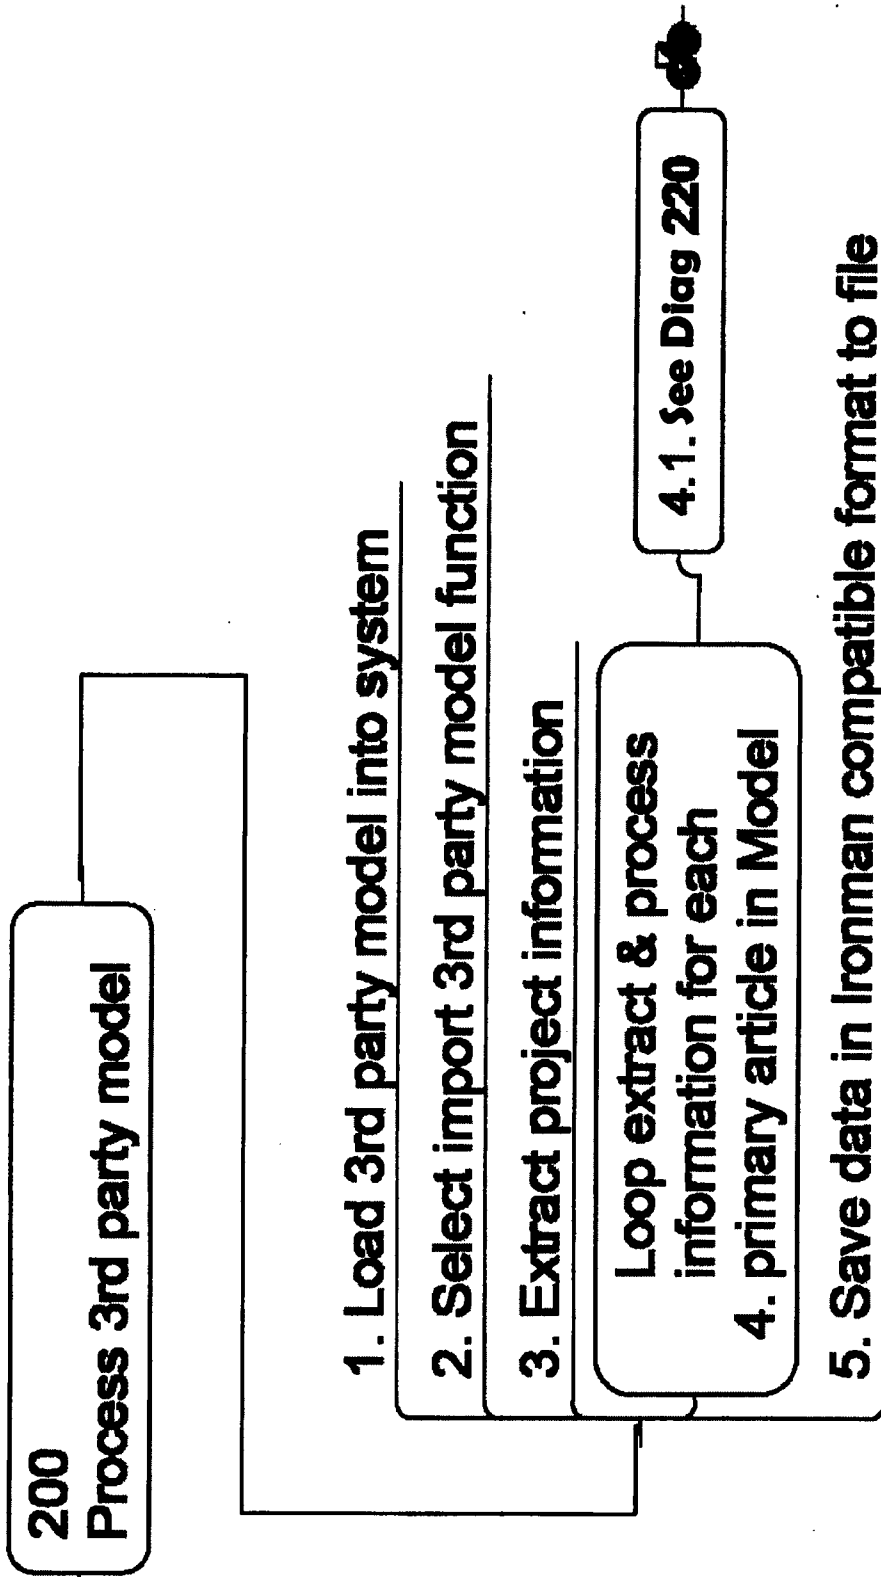 200
Process 3rd party model
1. Load 3rd party model into system
2. Select import 3rd party model function
3. Extract project information
Loop extract & process
information for each
4. primary article in Model
4.1. See Diag 220
5. Save data in Ironman compatible format to file